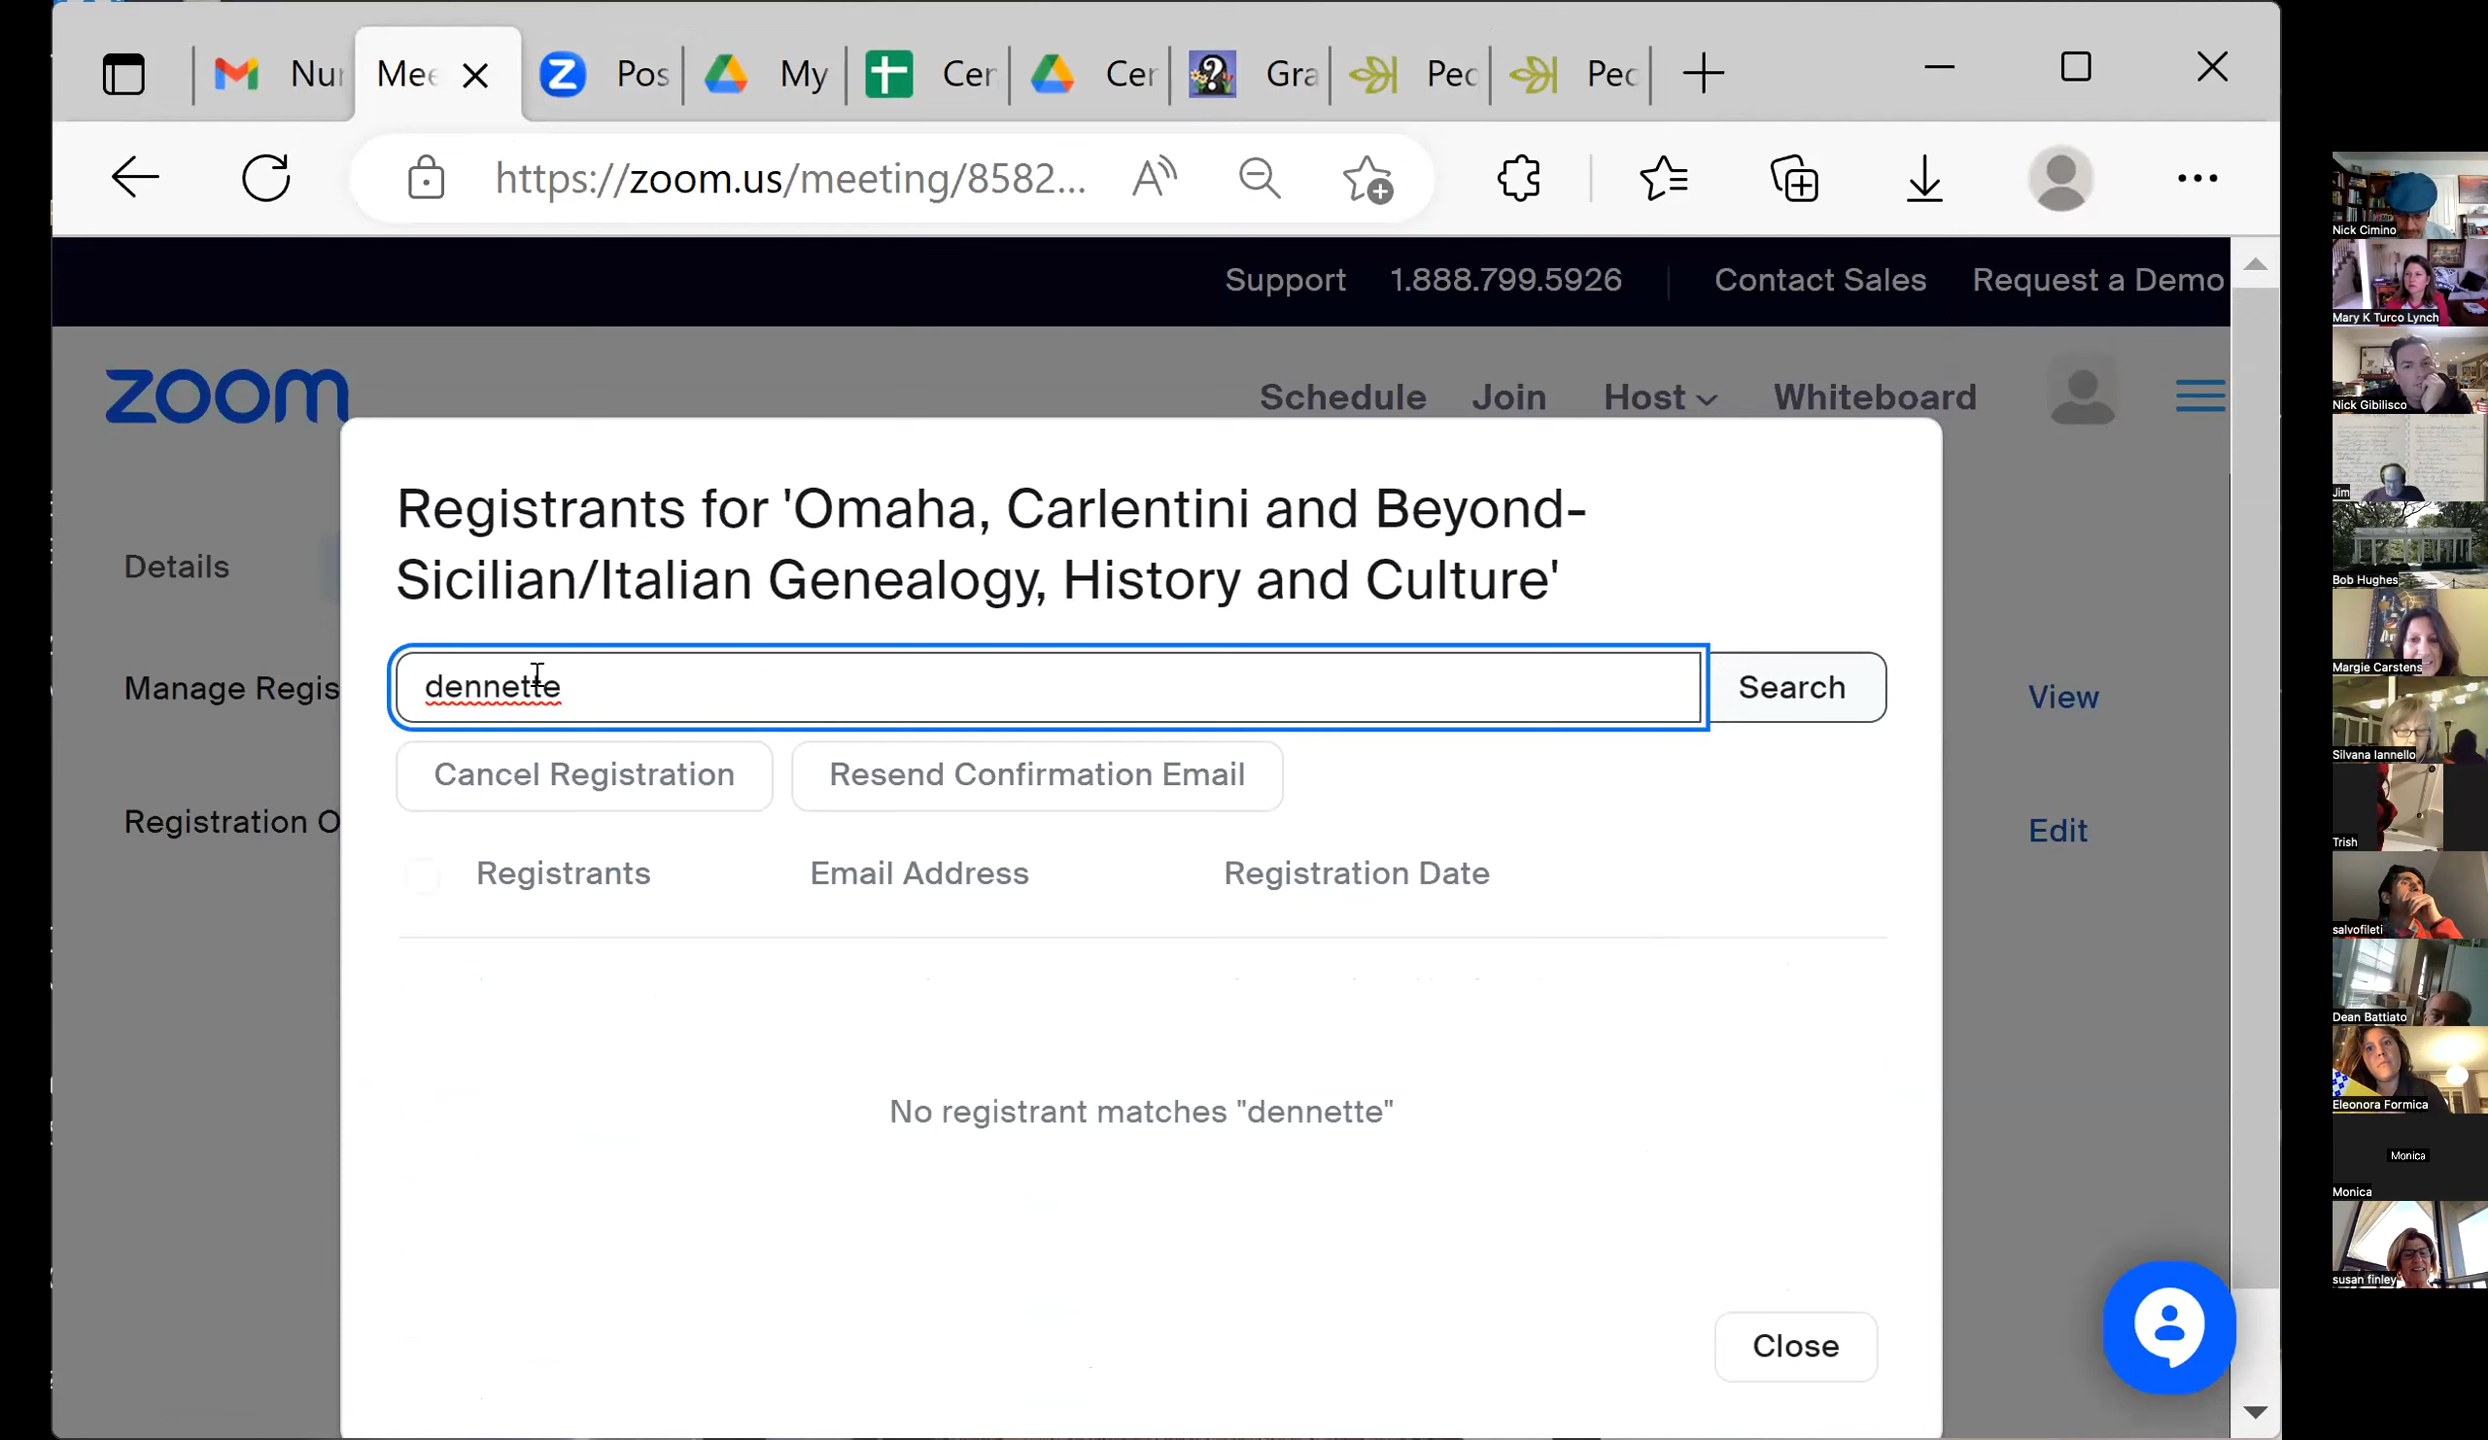 Nur
Mee
Pos
My
Cer
Cer
Gra
Ped
Ped
https://zoom.us/meeting/8582...
Support 1.888.799.5926 Contact Sales Request a Demo
zoom
Schedule Join Host Whiteboard
Registrants for 'Omaha, Carlentini and Beyond-
Sicilian/Italian Genealogy, History and Culture'
Details
dennette
Search
Manage Regis
View
Cancel Registration
Resend Confirmation Email
Registration O
Edit
Registrants Email Address Registration Date
No registrant matches "dennette"
Close
Nick Cimino
Mary K Turco Lynch
Nick Gibilisco
Jim
Bob Hughes
Margie Carstens
Silvana Iannello
Trish
salvofileti
Dean Battiato
Eleonora Formica
Monica
Monica
susan finley